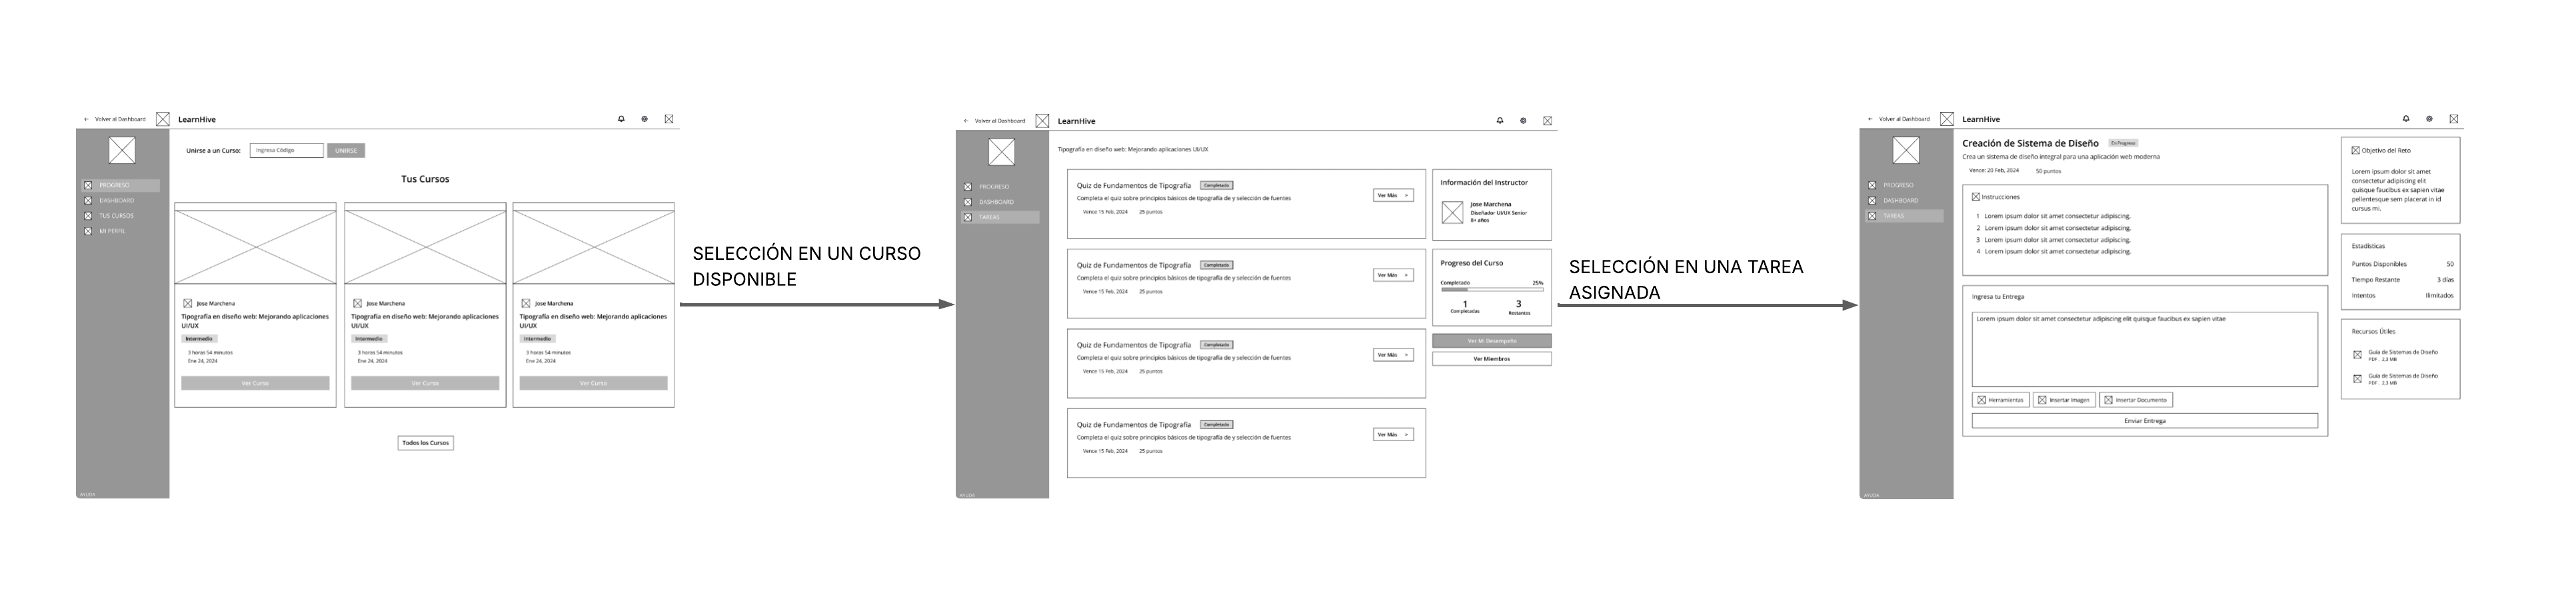 ← Volver al Dashboard
LearnHive
PROGRESO
DASHBOARD
TUS CURSOS
MI PERFIL
AYUDA
Unirse a un Curso:
Ingresa Código
UNIRSE
Tus Cursos
Jose Marchena
Tipografía en diseño web: Mejorando aplicaciones
UI/UX
Intermedio
3 horas 54 minutos
Ene 24, 2024
Ver Curso
Jose Marchena
Tipografía en diseño web: Mejorando aplicaciones
UI/UX
Intermedio
3 horas 54 minutos
Ene 24, 2024
Ver Curso
Jose Marchena
Tipografía en diseño web: Mejorando aplicaciones
UI/UX
Intermedio
3 horas 54 minutos
Ene 24, 2024
Ver Curso
Todos los Cursos
SELECCIÓN EN UN CURSO
DISPONIBLE
← Volver al Dashboard
LearnHive
PROGRESO
DASHBOARD
TAREAS
AYUDA
Tipografía en diseño web: Mejorando aplicaciones UI/UX
Quiz de Fundamentos de Tipografía
Completada
Completa el quiz sobre principios básicos de tipografía de y selección de fuentes
Vence 15 Feb, 2024
25 puntos
Ver Más >
Quiz de Fundamentos de Tipografía
Completada
Completa el quiz sobre principios básicos de tipografía de y selección de fuentes
Vence 15 Feb, 2024
25 puntos
Ver Más >
Quiz de Fundamentos de Tipografía
Completada
Completa el quiz sobre principios básicos de tipografía de y selección de fuentes
Vence 15 Feb, 2024
25 puntos
Ver Más >
Quiz de Fundamentos de Tipografía
Completada
Completa el quiz sobre principios básicos de tipografía de y selección de fuentes
Vence 15 Feb, 2024
25 puntos
Ver Más >
Información del Instructor
Jose Marchena
Diseñador UI/UX Senior
8+ años
Progreso del Curso
Completado
25%
1
Completadas
3
Restantes
Ver Mi Desempeño
Ver Miembros
SELECCIÓN EN UNA TAREA
ASIGNADA
← Volver al Dashboard
LearnHive
PROGRESO
DASHBOARD
TAREAS
AYUDA
Creación de Sistema de Diseño
En Progreso
Crea un sistema de diseño integral para una aplicación web moderna
Vence: 20 Feb, 2024
50 puntos
Instrucciones
1 Lorem ipsum dolor sit amet consectetur adipiscing.
2 Lorem ipsum dolor sit amet consectetur adipiscing.
3 Lorem ipsum dolor sit amet consectetur adipiscing.
4 Lorem ipsum dolor sit amet consectetur adipiscing.
Ingresa tu Entrega
Lorem ipsum dolor sit amet consectetur adipiscing elit quisque faucibus ex sapien vitae
Herramientas
Insertar Imagen
Insertar Documento
Enviar Entrega
Objetivo del Reto
Lorem ipsum dolor sit amet
consectetur adipiscing elit
quisque faucibus ex sapien vitae
pellentesque sem placerat in id
cursus mi.
Estadísticas
Puntos Disponibles
50
Tiempo Restante
3 días
Intentos
Ilimitados
Recursos Útiles
Guía de Sistemas de Diseño
PDF . 2,3 MB
Guía de Sistemas de Diseño
PDF . 2,3 MB